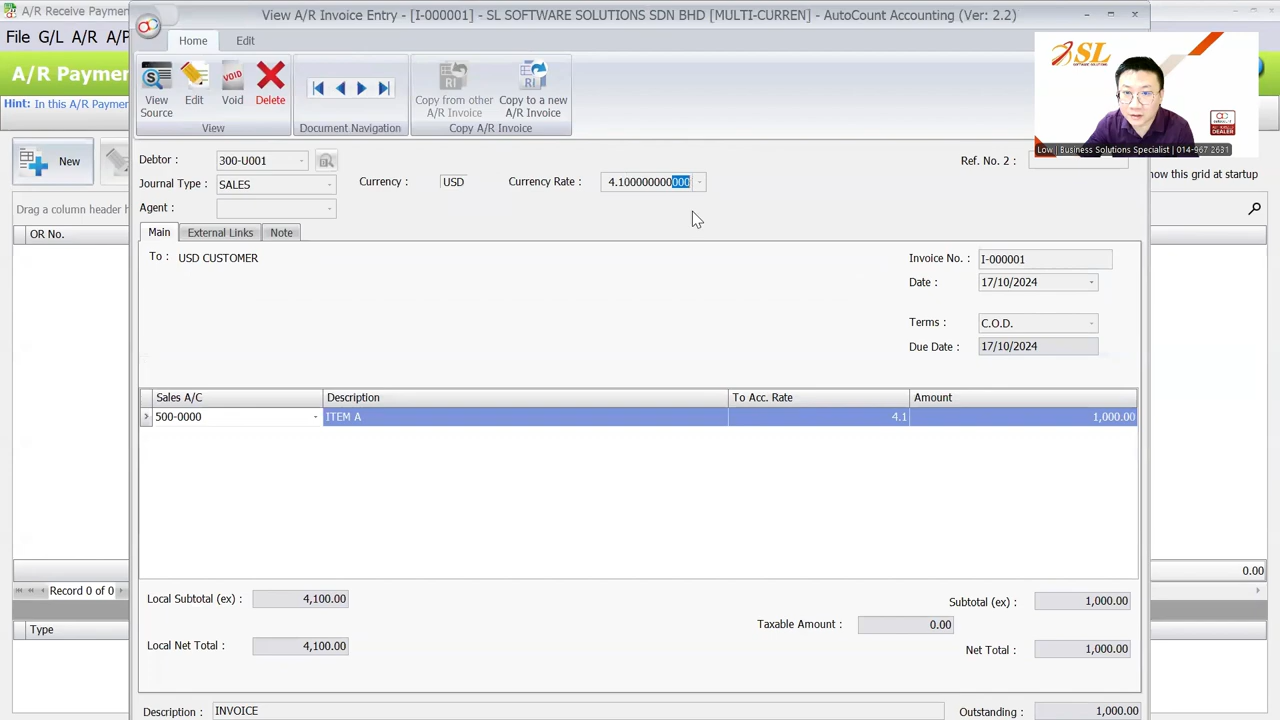 View A/R Invoice Entry - [I-000001] - SL SOFTWARE SOLUTIONS SDN BHD [MULTI-CURREN] - AutoCount Accounting (Ver: 2.2)
File G/L A/R A/P
Home Edit
A/R Paymen
Hint: In this A/R Paymen
View Source
Edit
VOID
Void
Delete
RI
Copy from other A/R Invoice
RI
Copy to a new A/R Invoice
View
Document Navigation
Copy A/R Invoice
SL
SOFTWARE SOLUTIONS
DEALER
Low | Business Solutions Specialist | 014-967 2631
New
Debtor : 300-U001
Ref. No. 2 :
how this grid at startup
Journal Type : SALES
Currency : USD
Currency Rate : 4.100000000000
Drag a column header h
Agent :
OR No.
Main External Links Note
To : USD CUSTOMER
Invoice No. : I-000001
Date : 17/10/2024
Terms : C.O.D.
Due Date : 17/10/2024
Sales A/C Description To Acc. Rate Amount
500-0000 ITEM A 4.1 1,000.00
0.00
Record 0 of 0
Local Subtotal (ex) : 4,100.00
Subtotal (ex) : 1,000.00
Taxable Amount : 0.00
Type
Local Net Total : 4,100.00
Net Total : 1,000.00
Description : INVOICE
Outstanding : 1,000.00